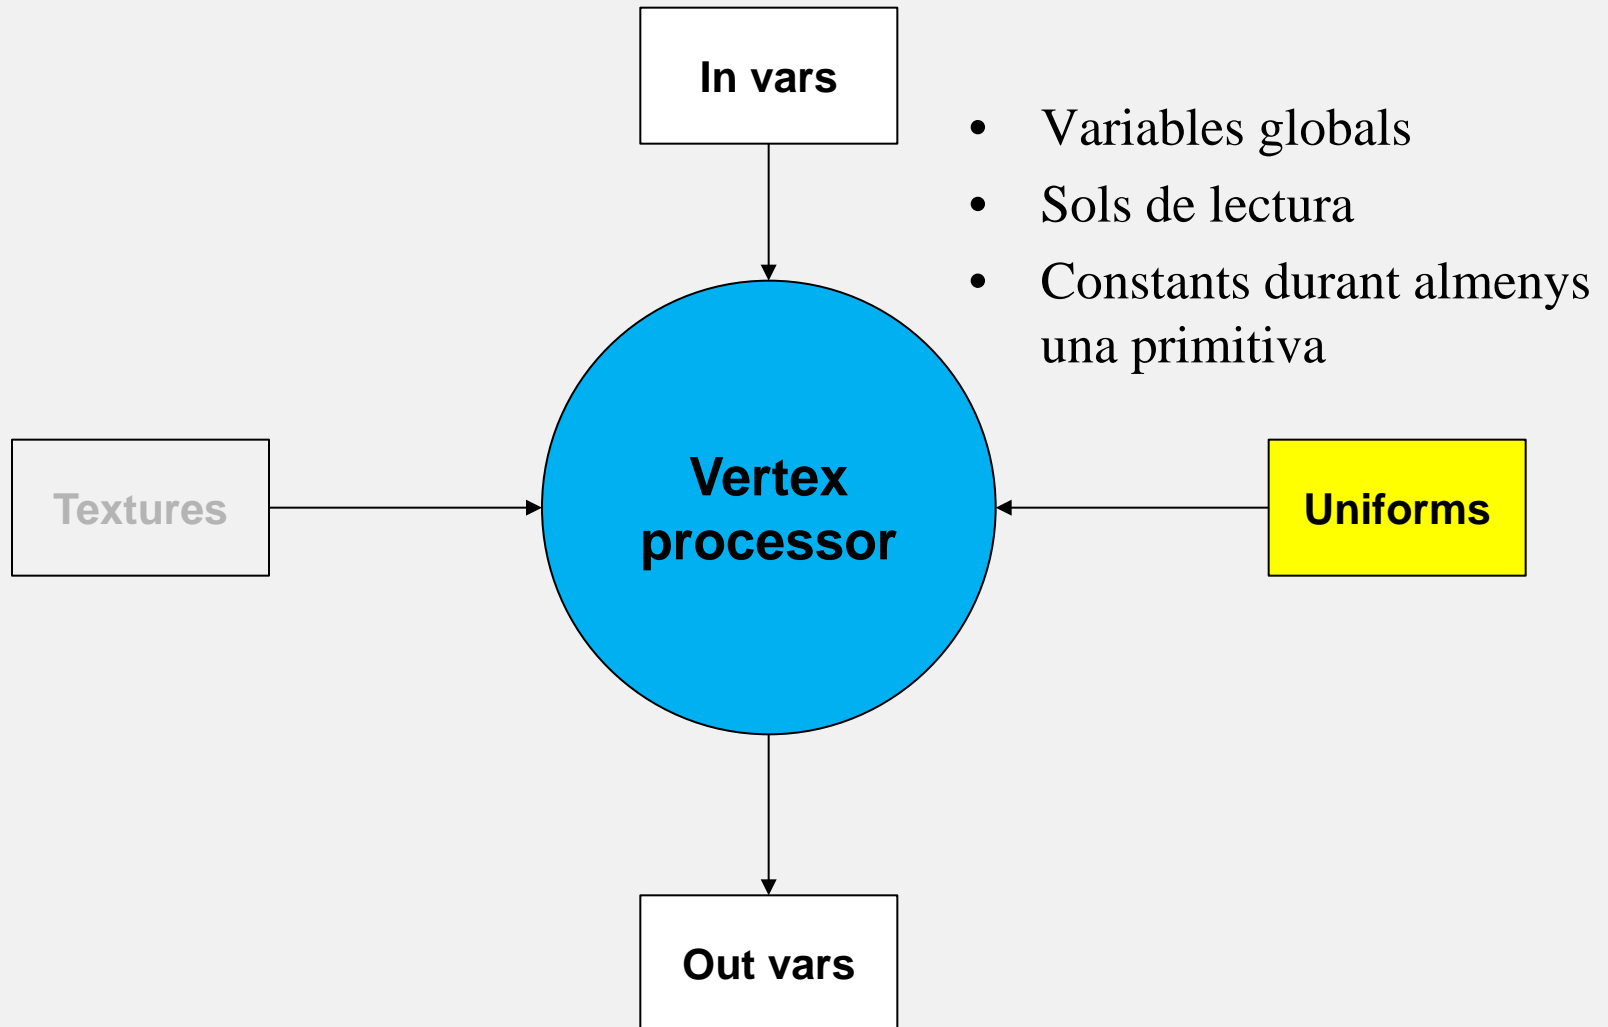 In vars
• Variables globals
• Sols de lectura
• Constants durant almenys
una primitiva
Textures
Vertex
processor
Uniforms
Out vars